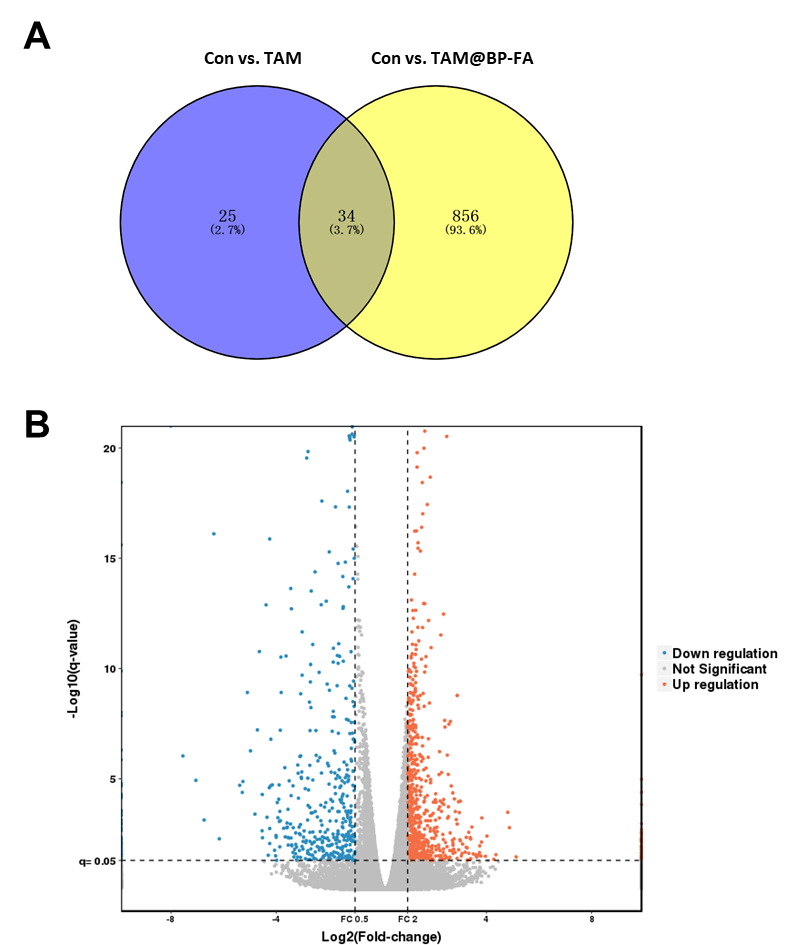 A
Con vs. TAM
Con vs. TAM@BP-FA
25
(2.7%)
34
(3.7%)
856
(93.6%)
B
20
15
10
5
q= 0.05
-Log10(q-value)
-8
-4
FC 0.5
FC 2
4
8
Log2(Fold-change)
Down regulation
Not Significant
Up regulation